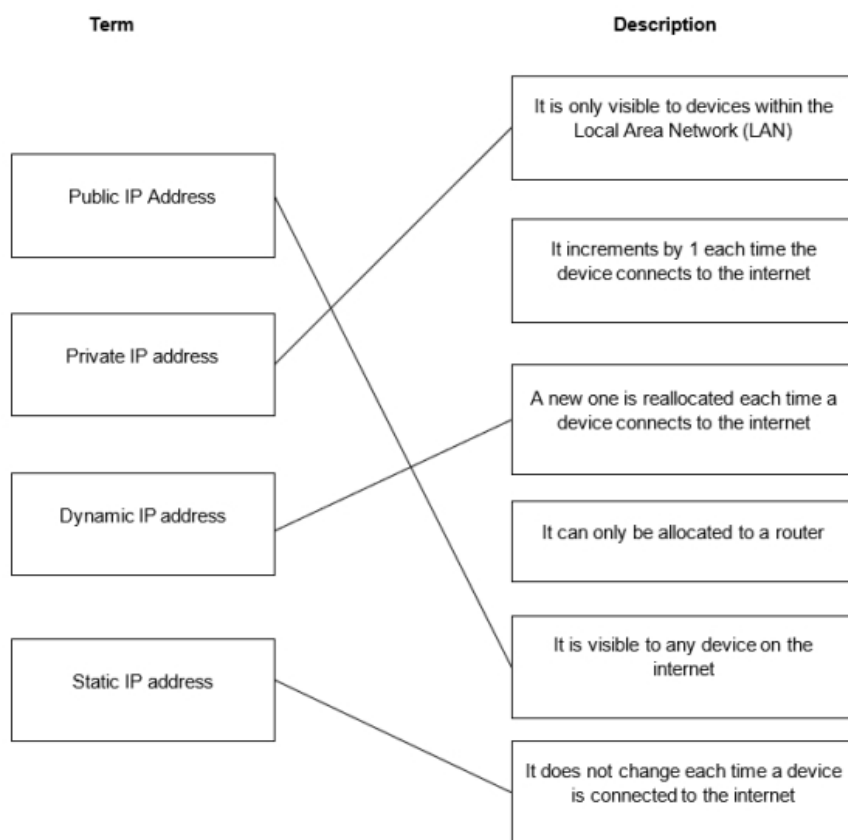 Term
Description
Public IP Address
Private IP address
Dynamic IP address
Static IP address
It is only visible to devices within the
Local Area Network (LAN)
It increments by 1 each time the
device connects to the internet
A new one is reallocated each time a
device connects to the internet
It can only be allocated to a router
It is visible to any device on the
internet
It does not change each time a device
is connected to the internet